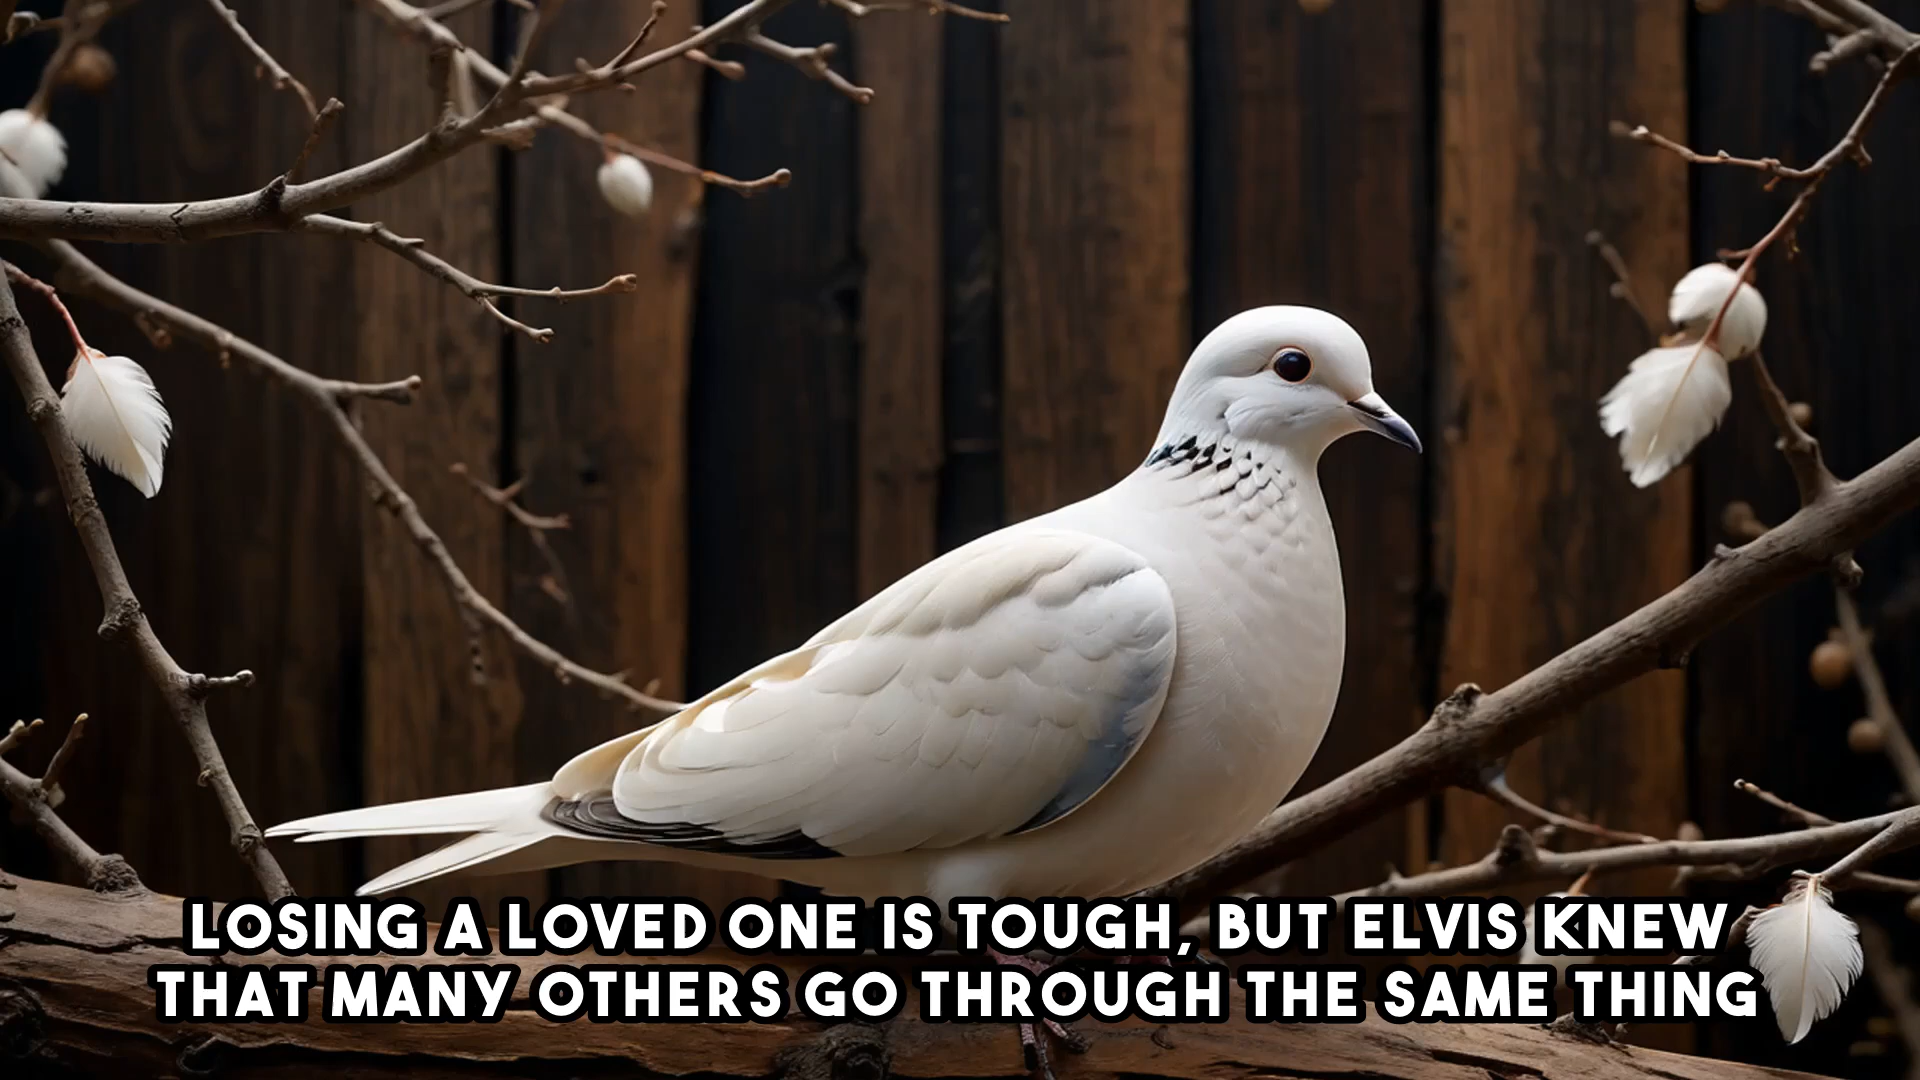 LOSING A LOVED ONE IS TOUGH, BUT ELVIS KNEW
THAT MANY OTHERS GO THROUGH THE SAME THING